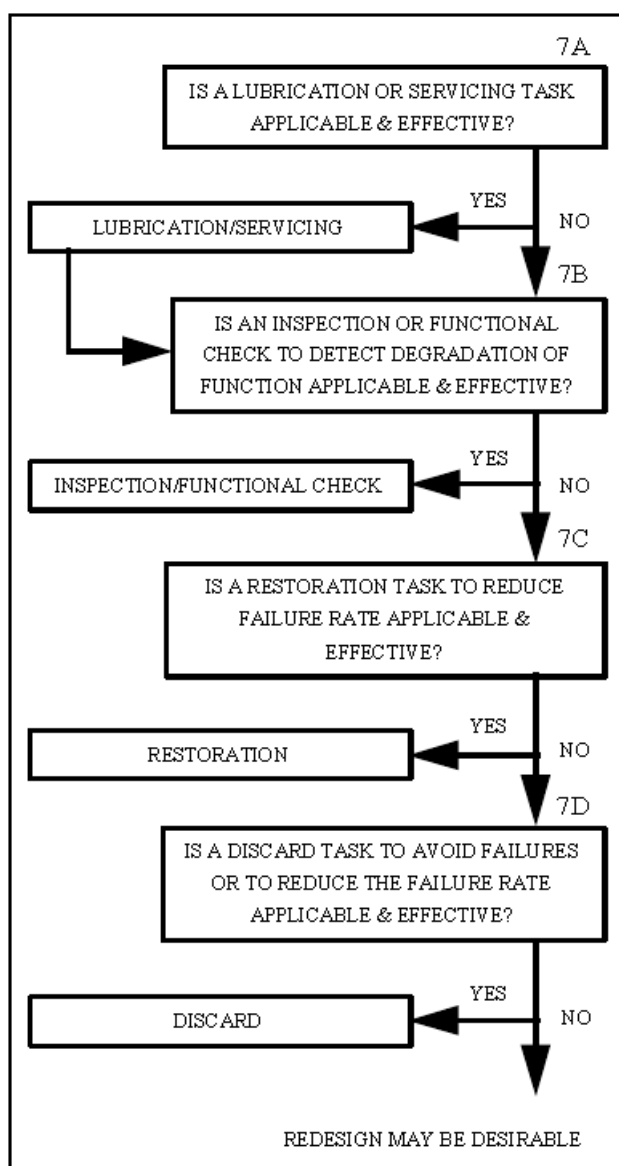 7A
IS A LUBRICATION OR SERVICING TASK
APPLICABLE & EFFECTIVE?
YES
LUBRICATION/SERVICING
NO
7B
IS AN INSPECTION OR FUNCTIONAL
CHECK TO DETECT DEGRADATION OF
FUNCTION APPLICABLE & EFFECTIVE?
YES
INSPECTION/FUNCTIONAL CHECK
NO
7C
IS A RESTORATION TASK TO REDUCE
FAILURE RATE APPLICABLE &
EFFECTIVE?
YES
RESTORATION
NO
7D
IS A DISCARD TASK TO AVOID FAILURES
OR TO REDUCE THE FAILURE RATE
APPLICABLE & EFFECTIVE?
YES
DISCARD
NO
REDESIGN MAY BE DESIRABLE